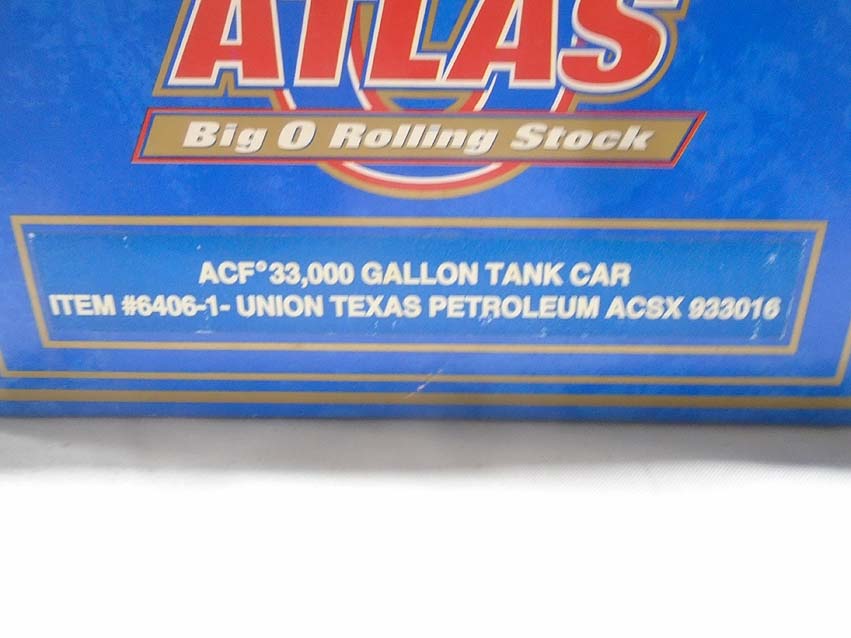 ATLAS
Big O Rolling Stock
ACF® 33,000 GALLON TANK CAR
ITEM #6406-1- UNION TEXAS PETROLEUM ACSX 933016